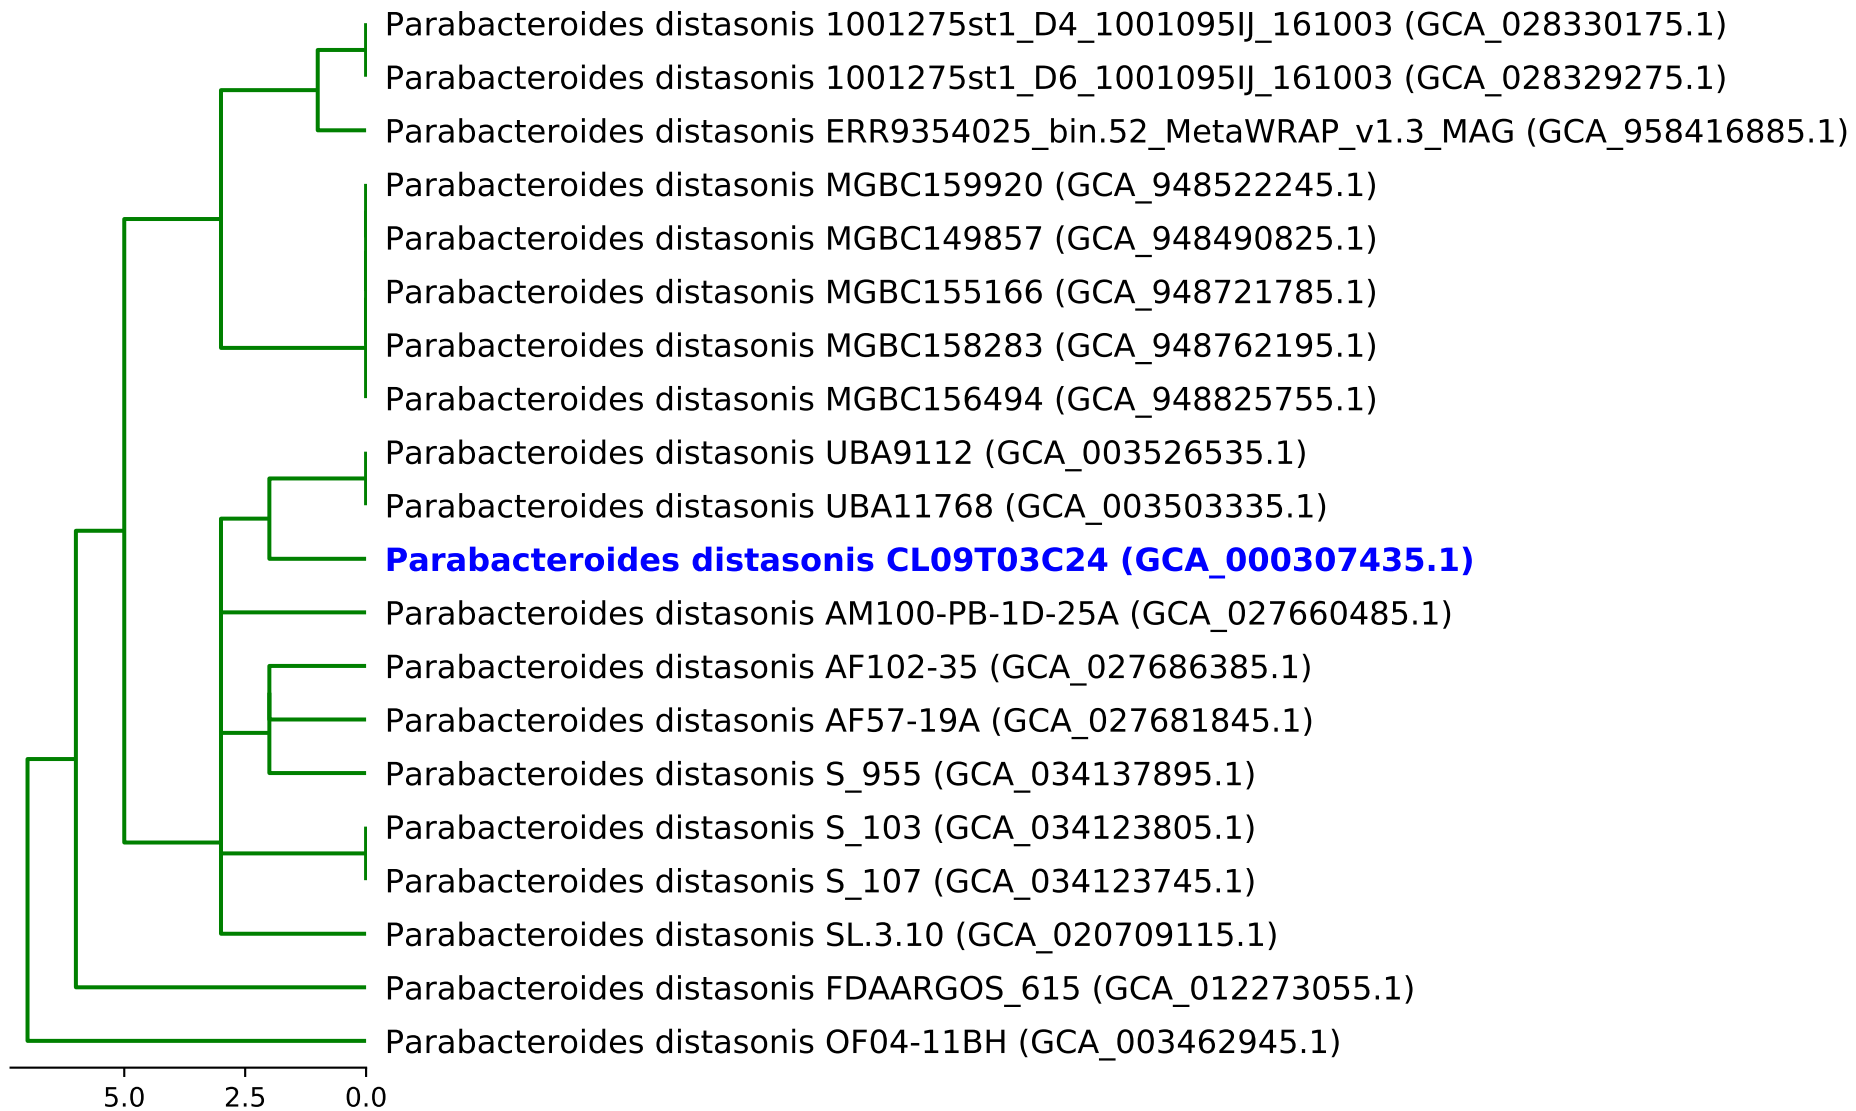 Parabacteroides distasonis 1001275st1_D4_1001095IJ_161003 (GCA_028330175.1)
Parabacteroides distasonis 1001275st1_D6_1001095IJ_161003 (GCA_028329275.1)
Parabacteroides distasonis ERR9354025_bin.52_MetaWRAP_v1.3_MAG (GCA_958416885.1)
Parabacteroides distasonis MGBC159920 (GCA_948522245.1)
Parabacteroides distasonis MGBC149857 (GCA_948490825.1)
Parabacteroides distasonis MGBC155166 (GCA_948721785.1)
Parabacteroides distasonis MGBC158283 (GCA_948762195.1)
Parabacteroides distasonis MGBC156494 (GCA_948825755.1)
Parabacteroides distasonis UBA9112 (GCA_003526535.1)
Parabacteroides distasonis UBA11768 (GCA_003503335.1)
Parabacteroides distasonis CL09T03C24 (GCA_000307435.1)
Parabacteroides distasonis AM100-PB-1D-25A (GCA_027660485.1)
Parabacteroides distasonis AF102-35 (GCA_027686385.1)
Parabacteroides distasonis AF57-19A (GCA_027681845.1)
Parabacteroides distasonis S_955 (GCA_034137895.1)
Parabacteroides distasonis S_103 (GCA_034123805.1)
Parabacteroides distasonis S_107 (GCA_034123745.1)
Parabacteroides distasonis SL.3.10 (GCA_020709115.1)
Parabacteroides distasonis FDAARGOS_615 (GCA_012273055.1)
Parabacteroides distasonis OF04-11BH (GCA_003462945.1)
5.0 2.5 0.0